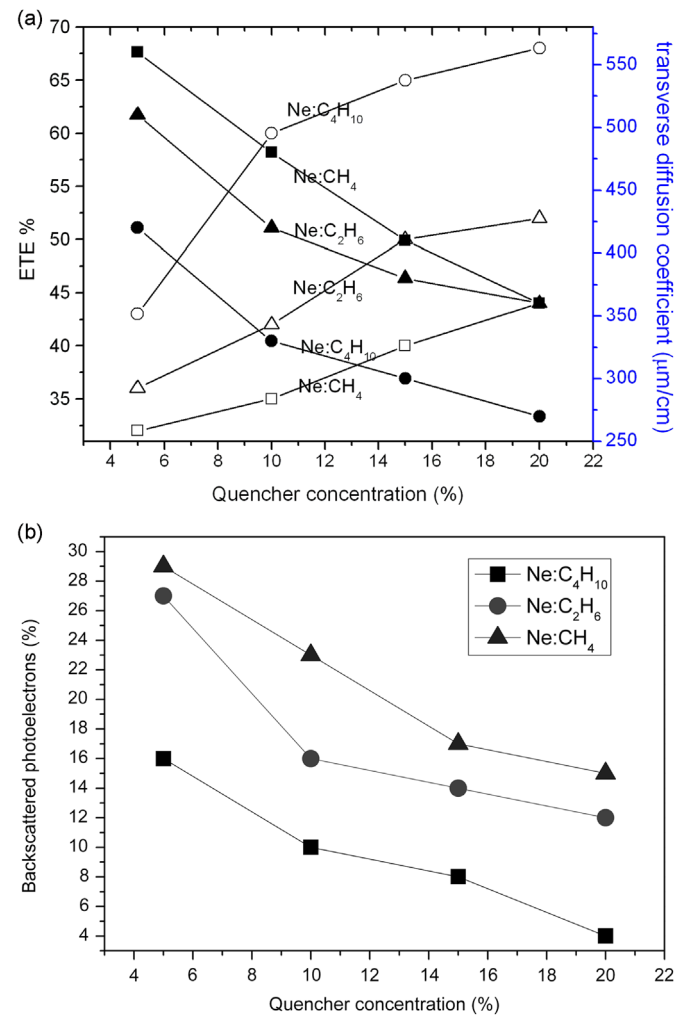 (a)
70
65
60
55
50
45
40
35
ETE %
550
500
450
400
350
300
250
transverse diffusion coefficient (μm/cm)
Ne:C₄H₁₀
Ne:CH₄
Ne:C₂H₆
Ne:C₂H₆
Ne:C₄H₁₀
Ne:CH₄
4 6 8 10 12 14 16 18 20 22
Quencher concentration (%)
(b)
30
28
26
24
22
20
18
16
14
12
10
8
6
4
Backscattered photoelectrons (%)
Ne:C₄H₁₀
Ne:C₂H₆
Ne:CH₄
4 6 8 10 12 14 16 18 20 22
Quencher concentration (%)